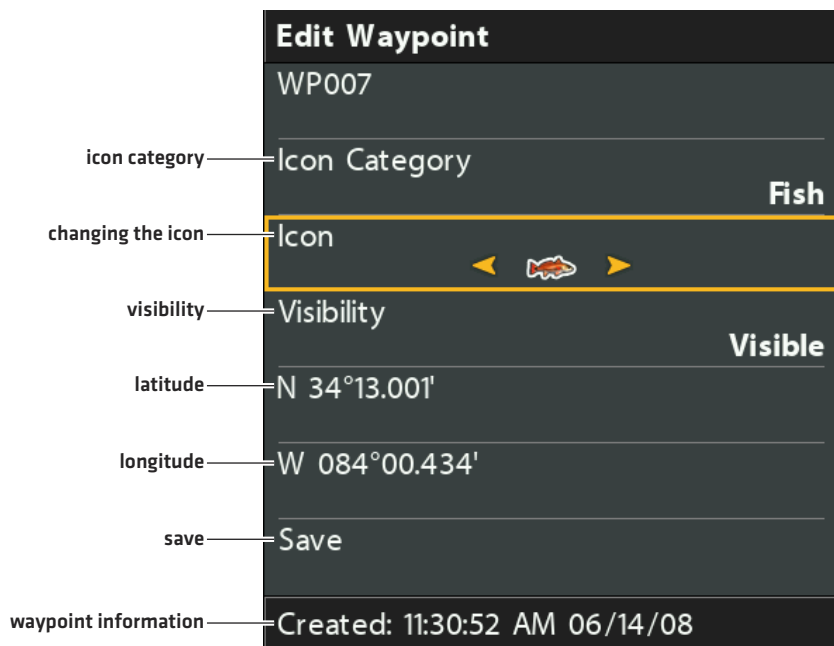 Edit Waypoint
WP007
icon category
Icon Category
Fish
changing the icon
Icon
visibility
Visibility
Visible
latitude
N 34°13.001'
longitude
W 084°00.434'
save
Save
waypoint information
Created: 11:30:52 AM 06/14/08